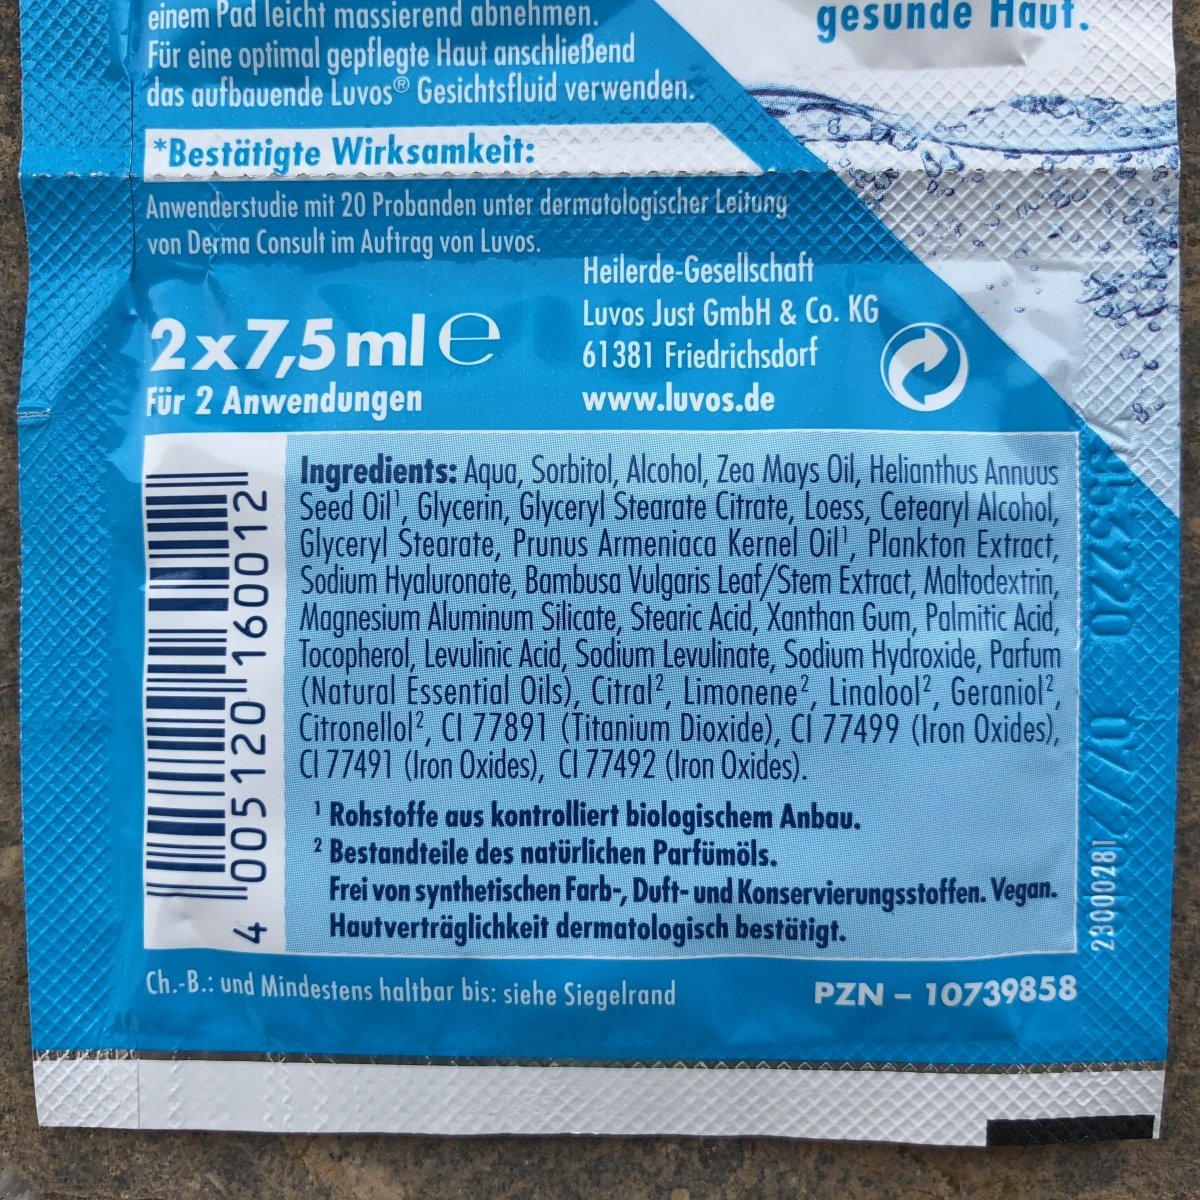 einem Pad leicht massierend abnehmen.
Für eine optimal gepflegte Haut anschließend
das aufbauende Luvos® Gesichtsfluid verwenden.
gesunde Haut.
*Bestätigte Wirksamkeit:
Anwenderstudie mit 20 Probanden unter dermatologischer Leitung
von Derma Consult im Auftrag von Luvos.
2x7,5 ml ℮
Für 2 Anwendungen
Heilerde-Gesellschaft
Luvos Just GmbH & Co. KG
61381 Friedrichsdorf
www.luvos.de
Ingredients: Aqua, Sorbitol, Alcohol, Zea Mays Oil, Helianthus Annuus
Seed Oil¹, Glycerin, Glyceryl Stearate Citrate, Loess, Cetearyl Alcohol,
Glyceryl Stearate, Prunus Armeniaca Kernel Oil¹, Plankton Extract,
Sodium Hyaluronate, Bambusa Vulgaris Leaf/Stem Extract, Maltodextrin,
Magnesium Aluminum Silicate, Stearic Acid, Xanthan Gum, Palmitic Acid,
Tocopherol, Levulinic Acid, Sodium Levulinate, Sodium Hydroxide, Parfum
(Natural Essential Oils), Citral², Limonene², Linalool², Geraniol²,
Citronellol², CI 77891 (Titanium Dioxide), CI 77499 (Iron Oxides),
CI 77491 (Iron Oxides), CI 77492 (Iron Oxides).
¹ Rohstoffe aus kontrolliert biologischem Anbau.
² Bestandteile des natürlichen Parfümöls.
Frei von synthetischen Farb-, Duft- und Konservierungsstoffen. Vegan.
Hautverträglichkeit dermatologisch bestätigt.
4 005120 160012
23000281
Ch.-B.: und Mindestens haltbar bis: siehe Siegelrand
PZN – 10739858